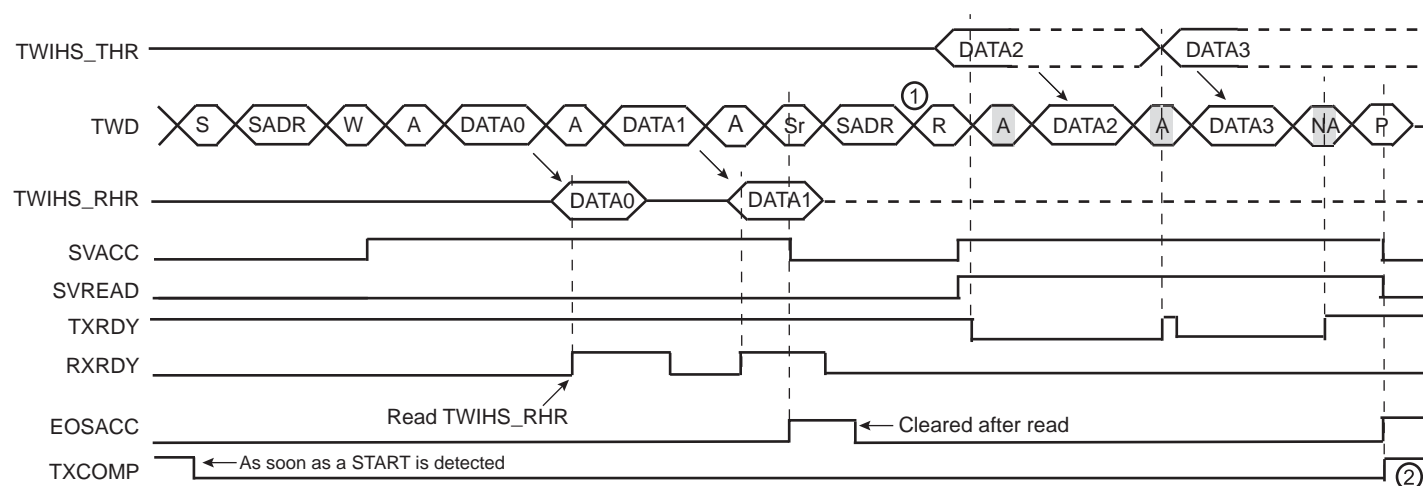 TWIHS_THR DATA2 DATA3
①
TWD S SADR W A DATA0 A DATA1 A Sr SADR R A DATA2 A DATA3 NA P
TWIHS_RHR DATA0 DATA1
SVACC
SVREAD
TXRDY
RXRDY
Read TWIHS_RHR
EOSACC Cleared after read
TXCOMP As soon as a START is detected ②